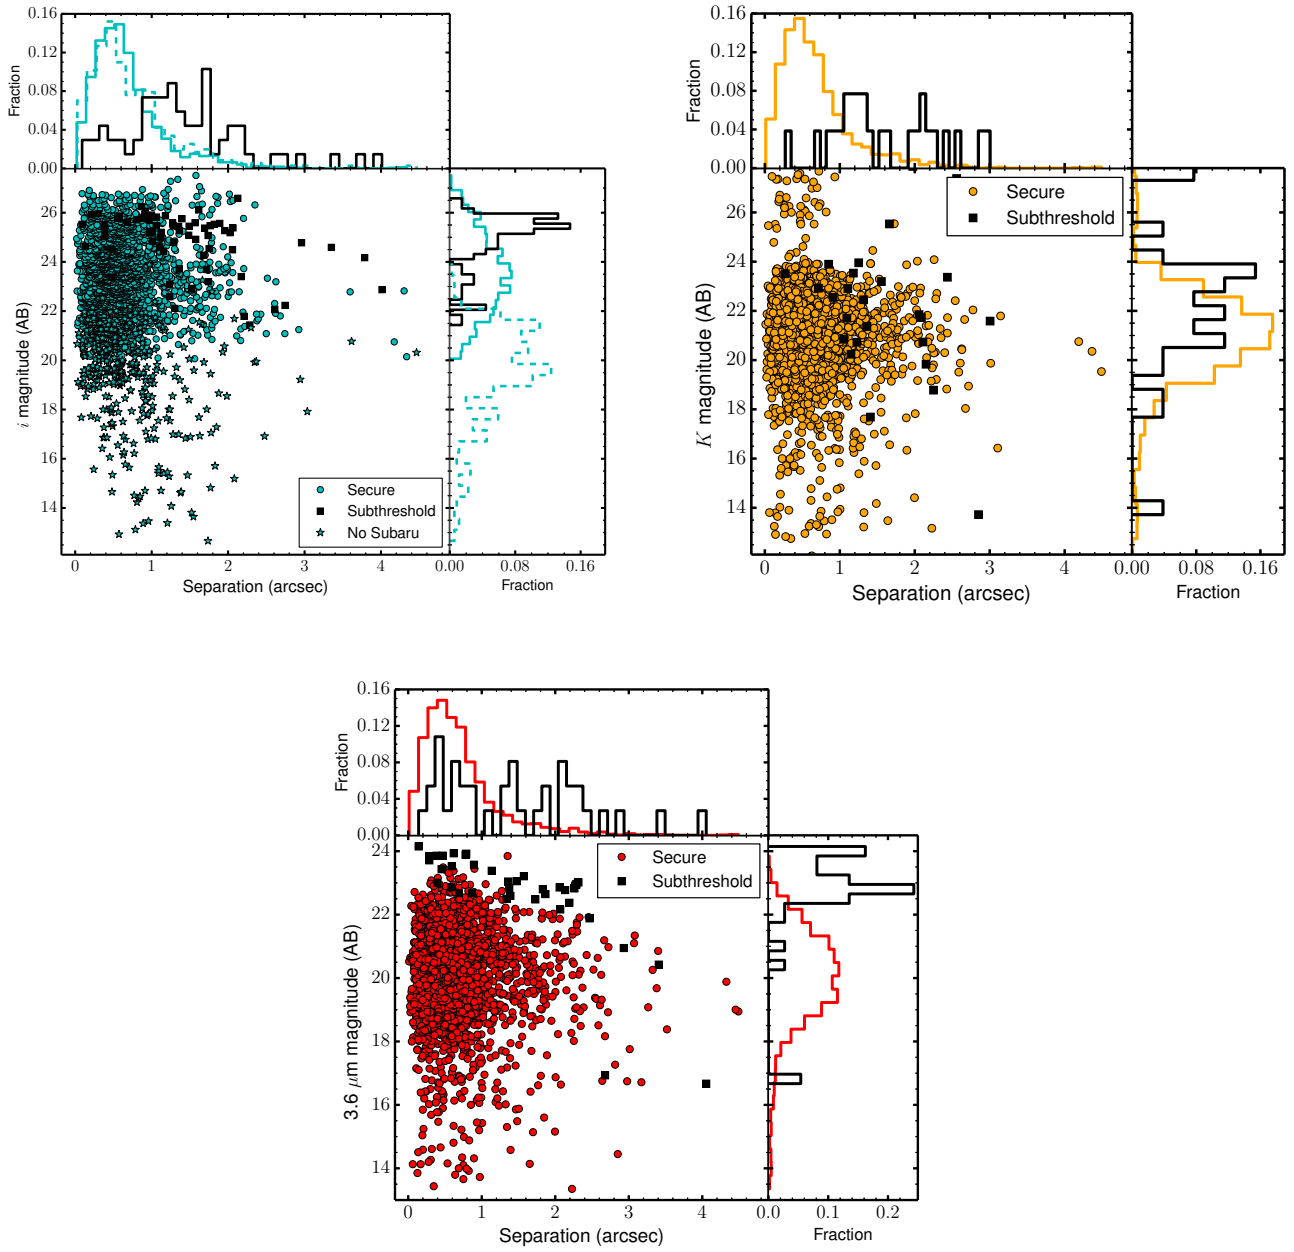 0.16
0.12
0.08
0.04
0.00
Fraction
26
24
22
20
18
16
14
i magnitude (AB)
Secure
Subthreshold
No Subaru
0 1 2 3 4
Separation (arcsec)
0.00 0.08 0.16
Fraction
0.16
0.12
0.08
0.04
0.00
Fraction
26
24
22
20
18
16
14
K magnitude (AB)
Secure
Subthreshold
0 1 2 3 4
Separation (arcsec)
0.00 0.08 0.16
Fraction
0.16
0.12
0.08
0.04
0.00
Fraction
24
22
20
18
16
14
3.6 μm magnitude (AB)
Secure
Subthreshold
0 1 2 3 4
Separation (arcsec)
0.0 0.1 0.2
Fraction